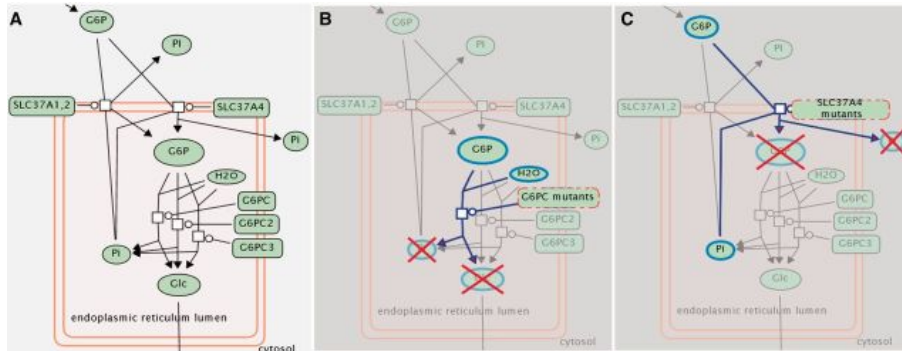 A
G6P
Pi
SLC37A1,2
SLC37A4
Pi
G6P
H2O
G6PC
G6PC2
G6PC3
Pi
Glc
endoplasmic reticulum lumen
cytosol
B
G6P
Pi
SLC37A1,2
SLC37A4
Pi
G6P
H2O
G6PC mutants
G6PC2
G6PC3
endoplasmic reticulum lumen
cytosol
C
G6P
Pi
SLC37A1,2
SLC37A4
mutants
G6P
H2O
G6PC
G6PC2
G6PC3
Pi
Glc
endoplasmic reticulum lumen
cytosol